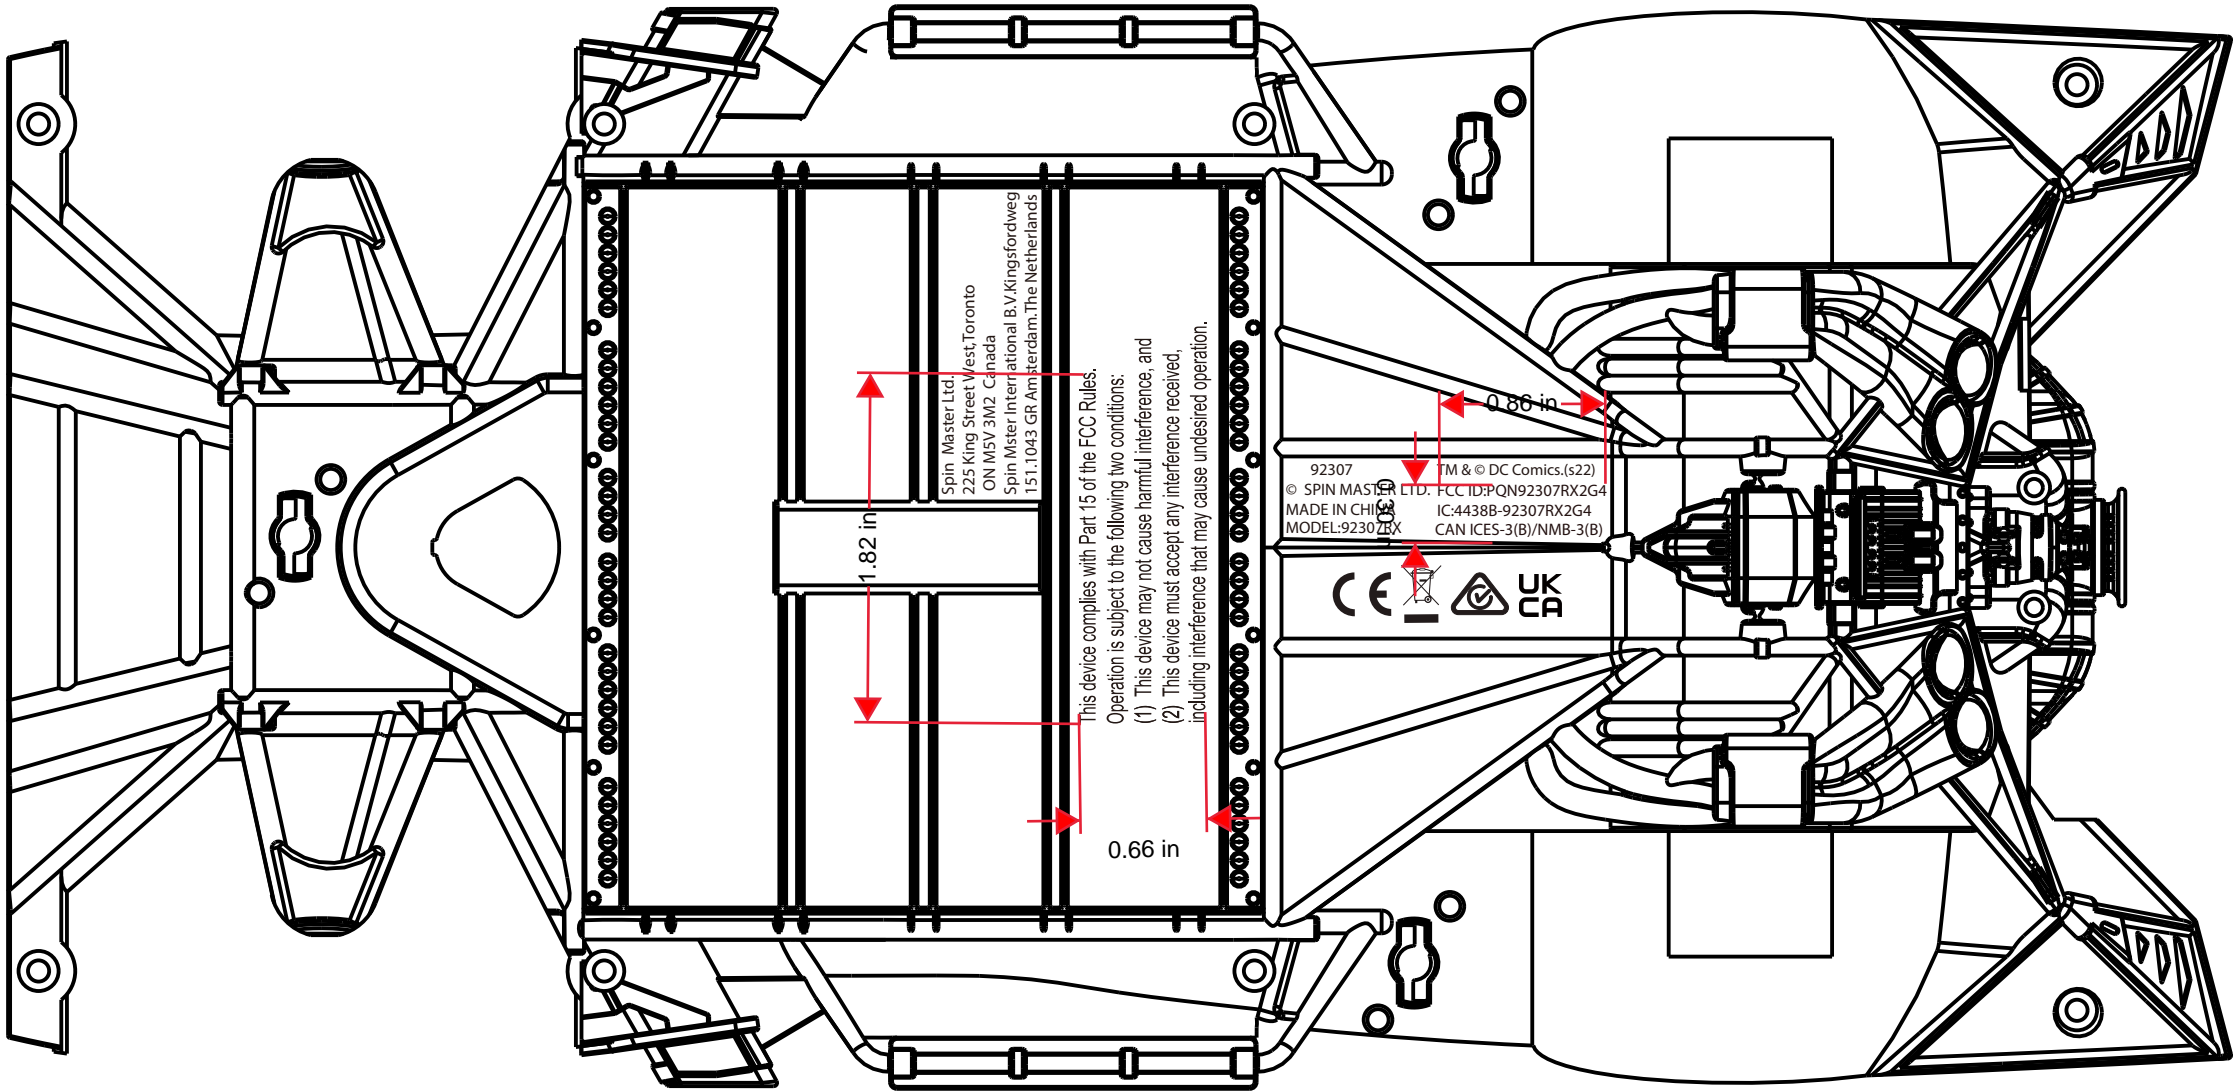 Spin Master Ltd.
225 King Street West,Toronto
ON M5V 3M2 Canada
Spin Mster International B.V.Kingsfordweg
151.1043 GR Amsterdam.The Netherlands
1.82 in
This device complies with Part 15 of the FCC Rules.
Operation is subject to the following two conditions:
(1) This device may not cause harmful interference, and
(2) This device must accept any interference received,
including interference that may cause undesired operation.
0.66 in
0.86 in
0.30 in
92307
© SPIN MASTER LTD.
MADE IN CHINA
MODEL:92307RX
TM & © DC Comics.(s22)
FCC ID:PQN92307RX2G4
IC:4438B-92307RX2G4
CAN ICES-3(B)/NMB-3(B)
CE
UK
CA